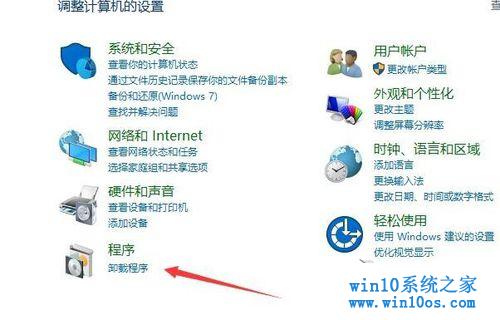 调整计算机的设置
系统和安全
查看你的计算机状态
通过文件历史记录保存你的文件备份副本
备份和还原(Windows 7)
查找并解决问题
网络和 Internet
查看网络状态和任务
选择家庭组和共享选项
硬件和声音
查看设备和打印机
添加设备
程序
卸载程序
用户帐户
更改帐户类型
外观和个性化
更改主题
调整屏幕分辨率
时钟、语言和区域
添加语言
更换输入法
更改日期、时间或数字格式
轻松使用
使用 Windows 建议的设置
优化视觉显示
win10系统之家
www.win10os.com